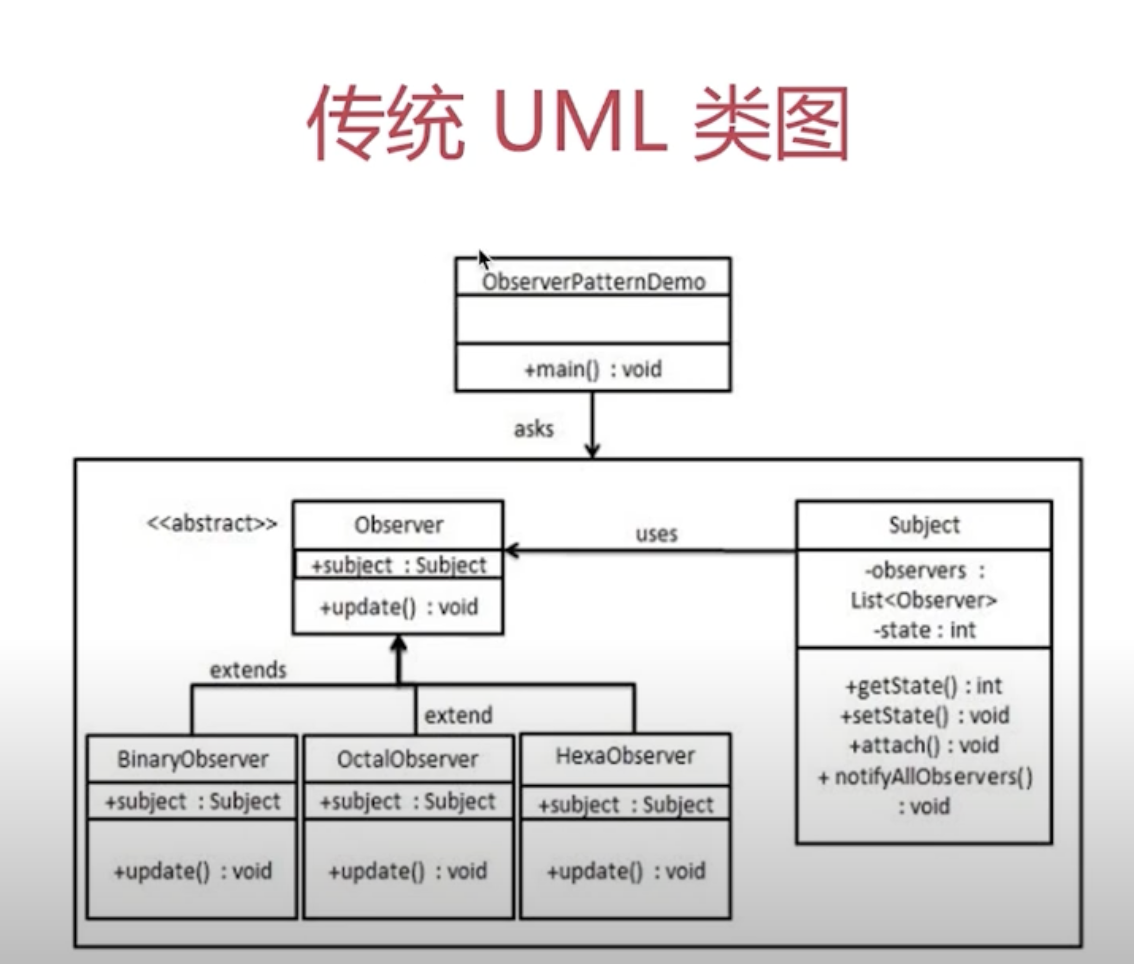 传统 UML 类图
ObserverPatternDemo
+main() : void
asks
<<abstract>>
Observer
+subject : Subject
+update() : void
uses
Subject
-observers :
List<Observer>
-state : int
+getState() : int
+setState() : void
+attach() : void
+ notifyAllObservers()
: void
extends
extend
BinaryObserver
+subject : Subject
+update() : void
OctalObserver
+subject : Subject
+update() : void
HexaObserver
+subject : Subject
+update() : void